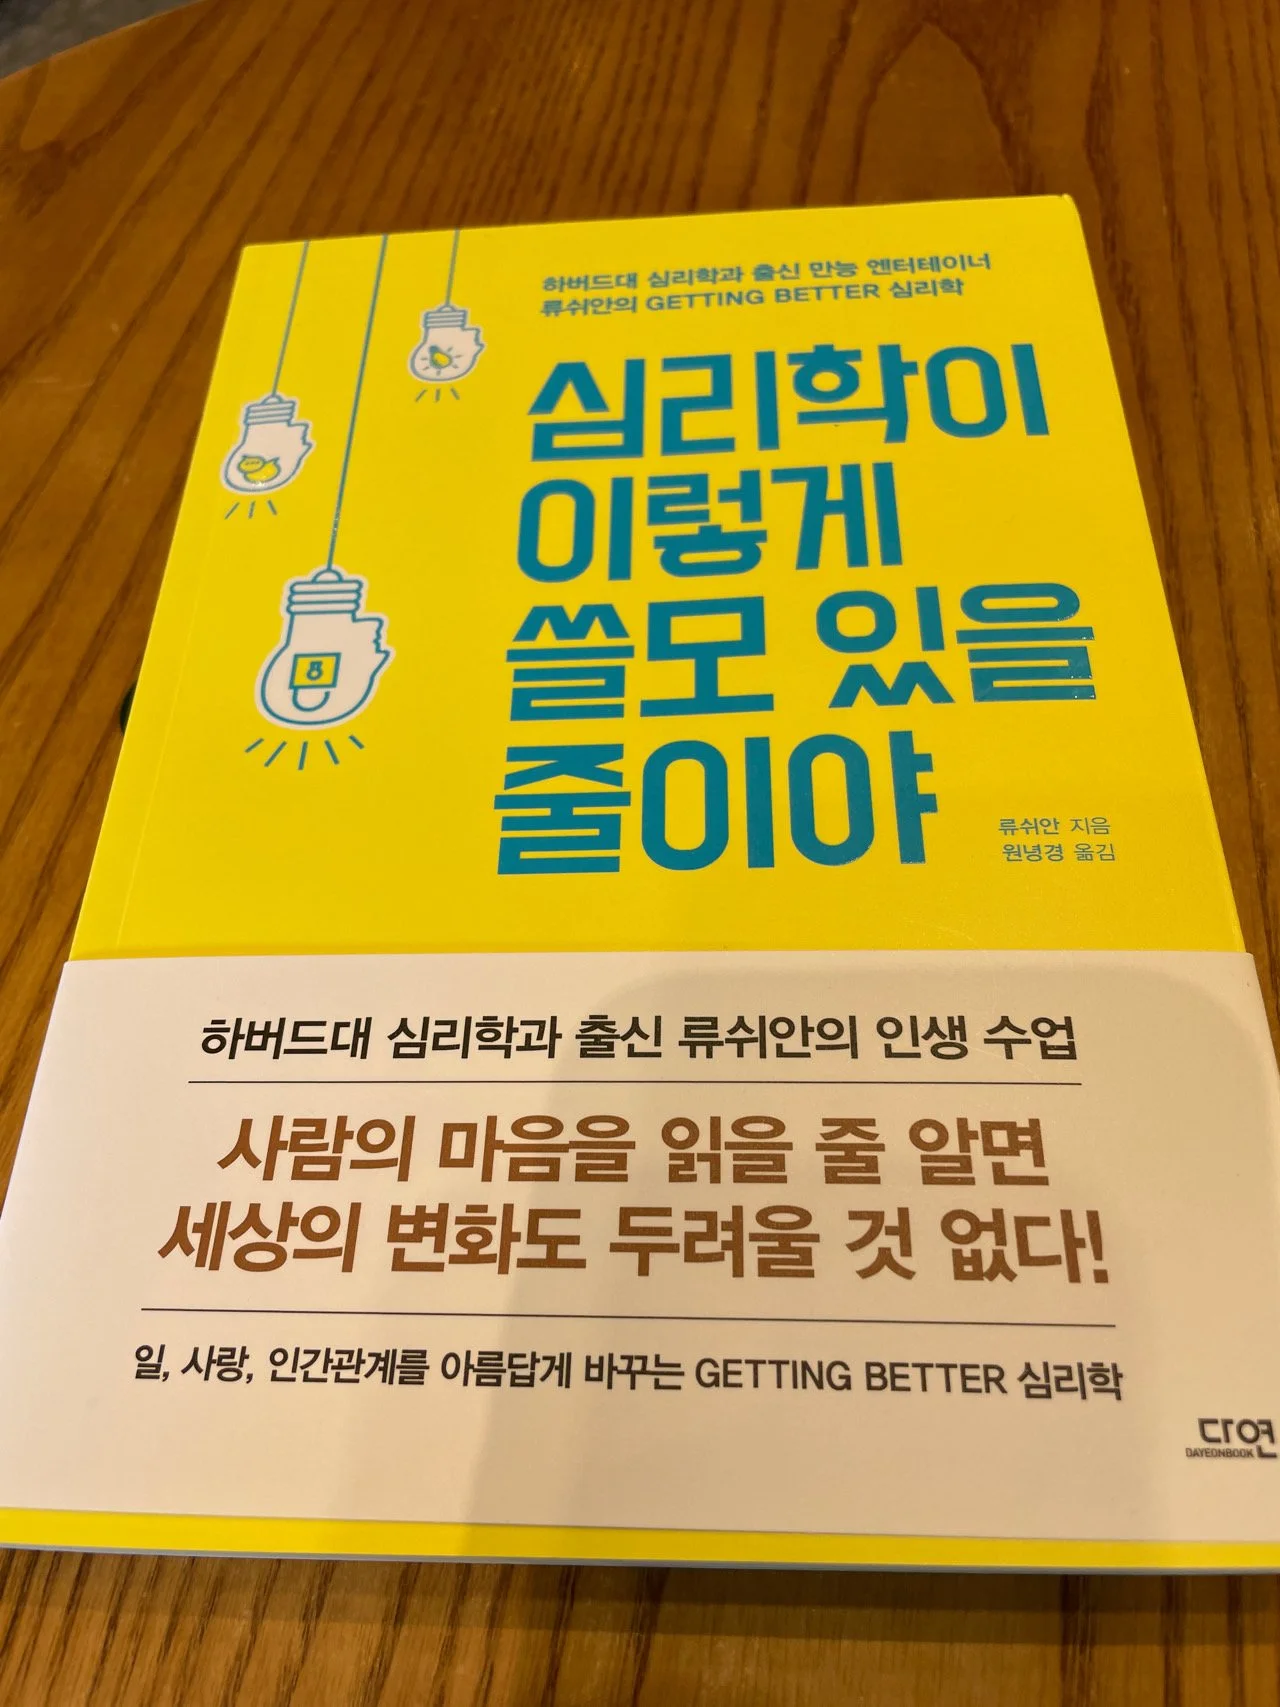 하버드대 심리학과 출신 만능 엔터테이너
류쉬안의 GETTING BETTER 심리학
심리학이
이렇게
쓸모 있을
줄이야
류쉬안 지음
원녕경 옮김
하버드대 심리학과 출신 류쉬안의 인생 수업
사람의 마음을 읽을 줄 알면
세상의 변화도 두려울 것 없다!
일, 사랑, 인간관계를 아름답게 바꾸는 GETTING BETTER 심리학
다연
DAYEONBOOK